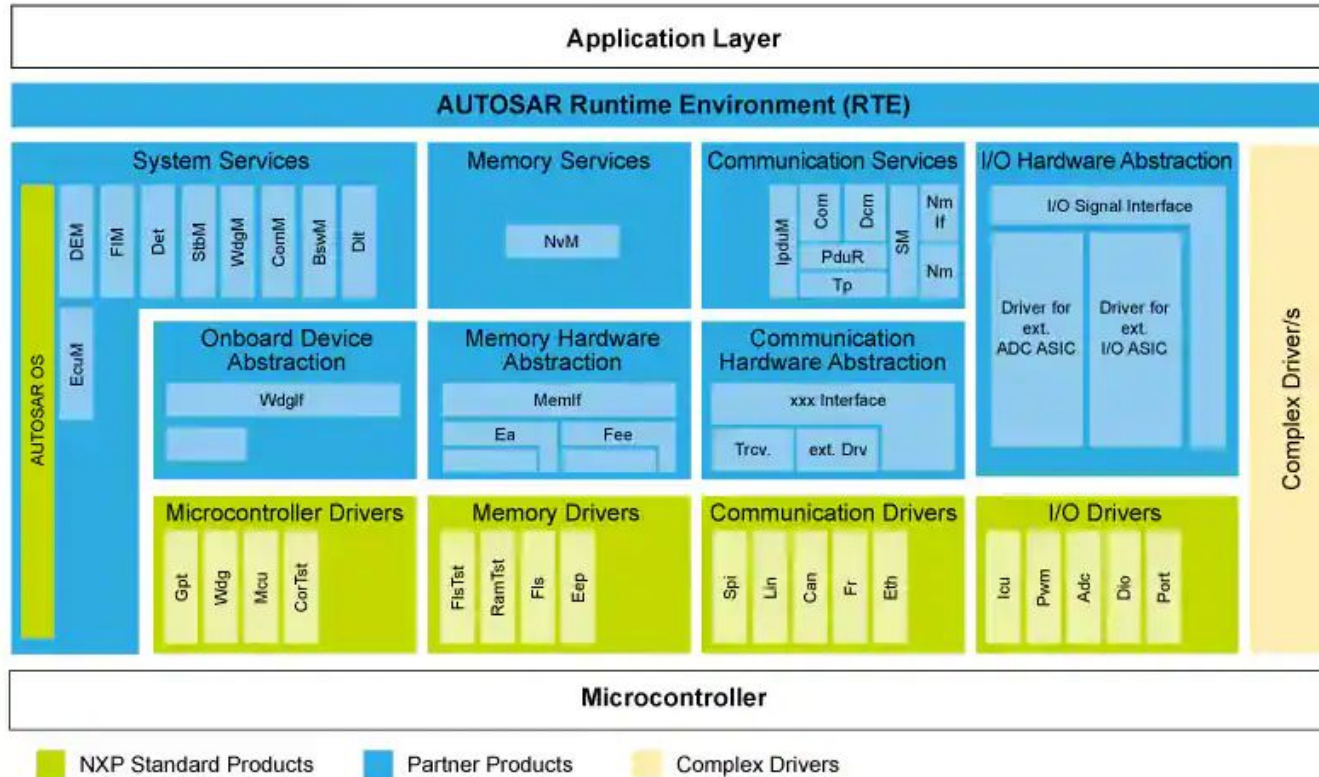 Application Layer
AUTOSAR Runtime Environment (RTE)
System Services
AUTOSAR OS
DEM
FIM
Det
StbM
WdgM
ComM
BswM
Dlt
EcuM
Memory Services
NvM
Communication Services
IpduM
Com
Dcm
PduR
Tp
SM
Nm
If
Nm
I/O Hardware Abstraction
I/O Signal Interface
Driver for
ext.
ADC ASIC
Driver for
ext.
I/O ASIC
Complex Driver/s
Onboard Device
Abstraction
WdgIf
Memory Hardware
Abstraction
MemIf
Ea
Fee
Communication
Hardware Abstraction
xxx Interface
Trcv.
ext. Drv
Microcontroller Drivers
Gpt
Wdg
Mcu
CorTst
Memory Drivers
FlsTst
RamTst
Fls
Eep
Communication Drivers
Spi
Lin
Can
Fr
Eth
I/O Drivers
Icu
Pwm
Adc
Dio
Port
Microcontroller
NXP Standard Products
Partner Products
Complex Drivers